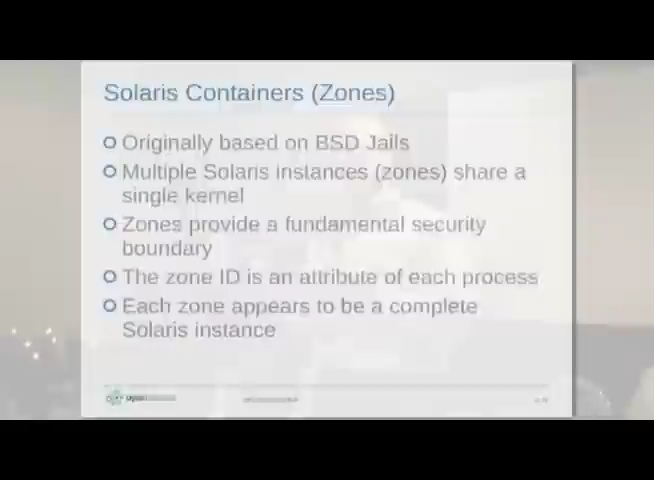 Solaris Containers (Zones)
Originally based on BSD Jails
Multiple Solaris instances (zones) share a
single kernel
Zones provide a fundamental security
boundary
The zone ID is an attribute of each process
Each zone appears to be a complete
Solaris instance